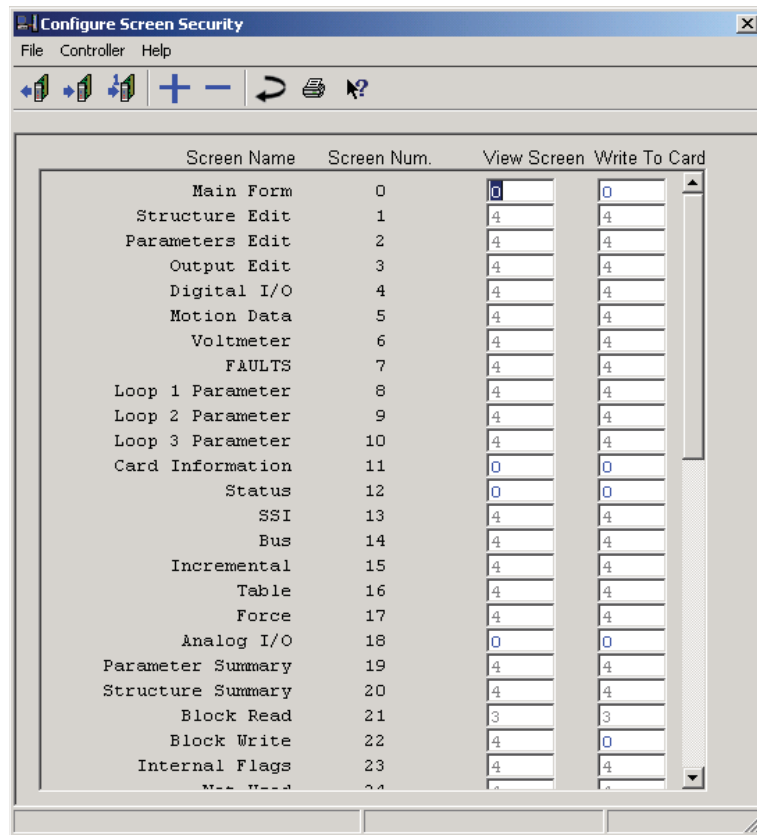 Configure Screen Security
File Controller Help
Screen Name Screen Num. View Screen Write To Card
Main Form 0 0 0
Structure Edit 1 4 4
Parameters Edit 2 4 4
Output Edit 3 4 4
Digital I/O 4 4 4
Motion Data 5 4 4
Voltmeter 6 4 4
FAULTS 7 4 4
Loop 1 Parameter 8 4 4
Loop 2 Parameter 9 4 4
Loop 3 Parameter 10 4 4
Card Information 11 0 0
Status 12 0 0
SSI 13 4 4
Bus 14 4 4
Incremental 15 4 4
Table 16 4 4
Force 17 4 4
Analog I/O 18 0 0
Parameter Summary 19 4 4
Structure Summary 20 4 4
Block Read 21 3 3
Block Write 22 4 0
Internal Flags 23 4 4